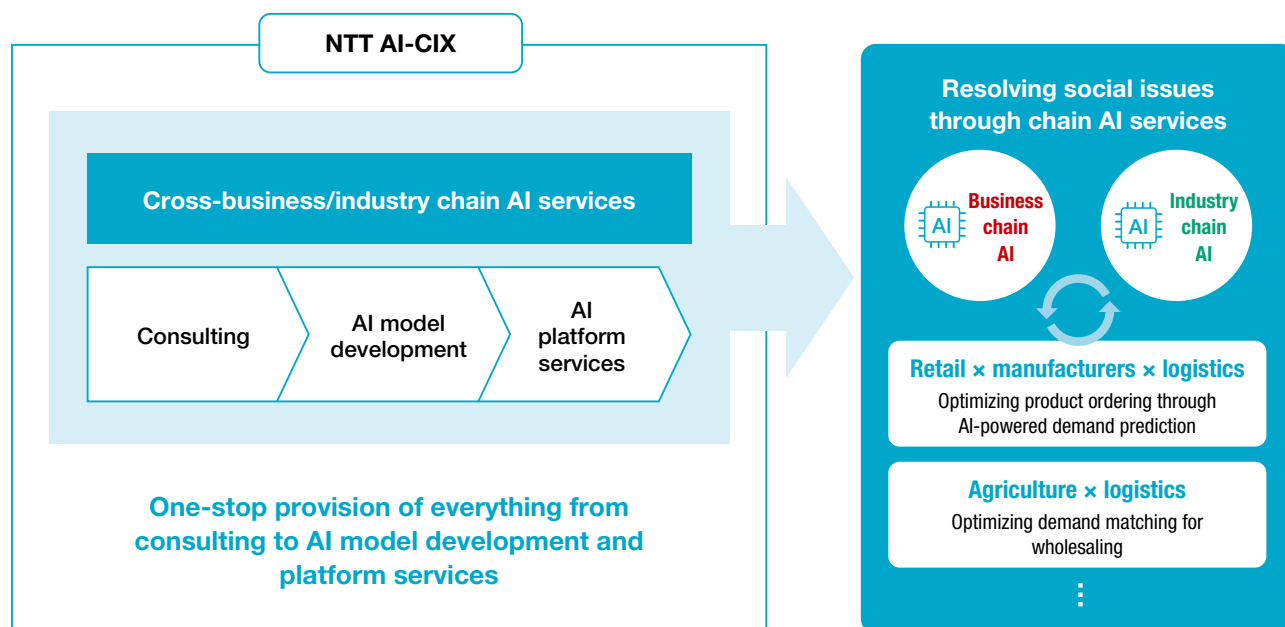 NTT AI-CIX
Cross-business/industry chain AI services
Consulting
AI model
development
AI
platform
services
One-stop provision of everything from
consulting to AI model development and
platform services
Resolving social issues
through chain AI services
AI
Business
chain
AI
AI
Industry
chain
AI
Retail × manufacturers × logistics
Optimizing product ordering through
AI-powered demand prediction
Agriculture × logistics
Optimizing demand matching for
wholesaling
⋮